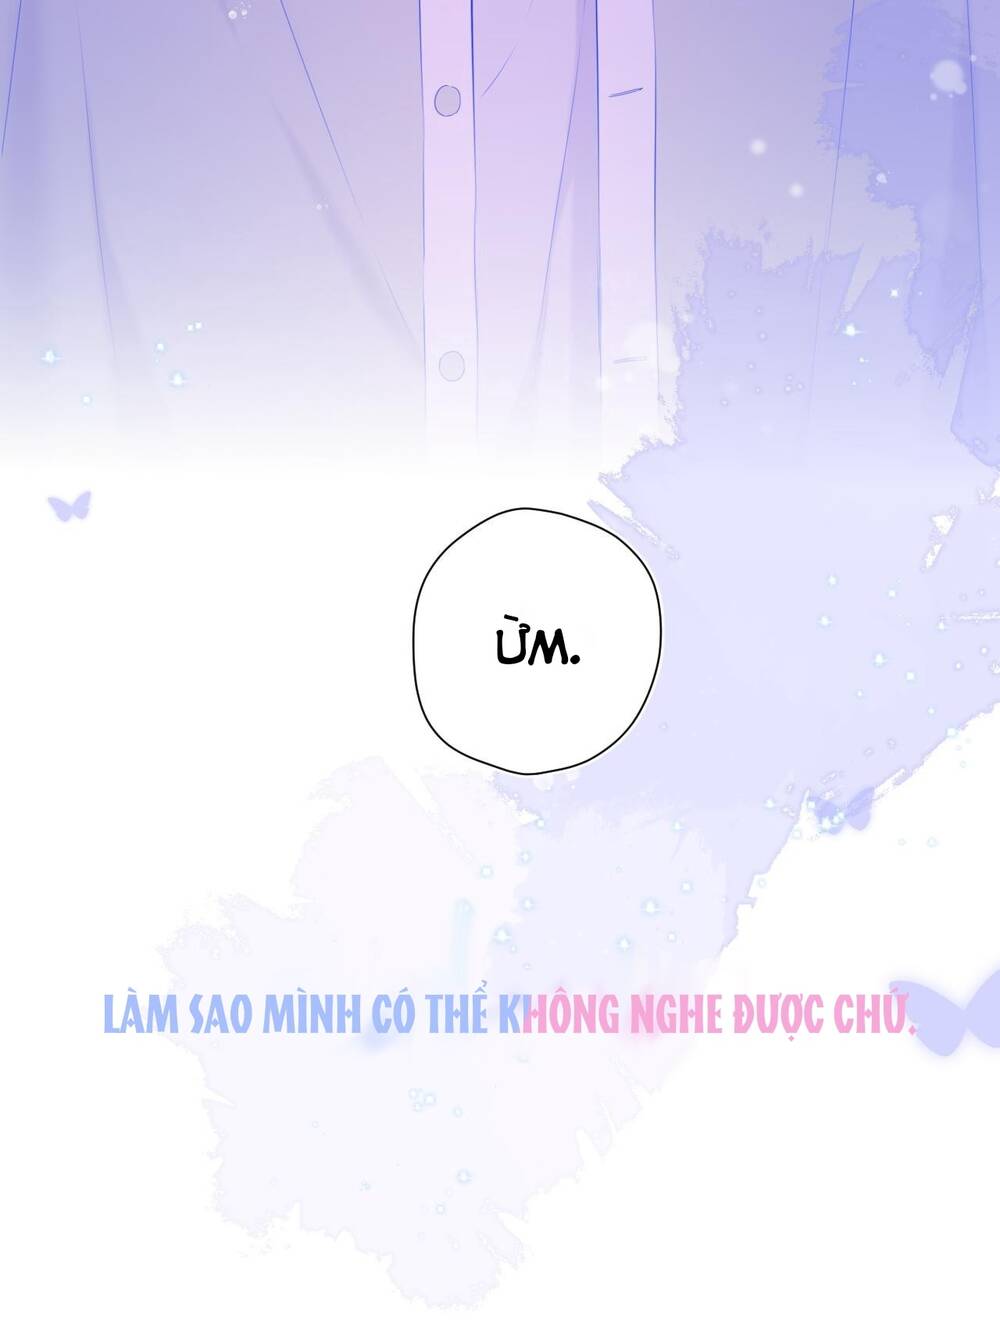 ỪM.
LÀM SAO MÌNH CÓ THỂ KHÔNG NGHE ĐƯỢC CHỨ.